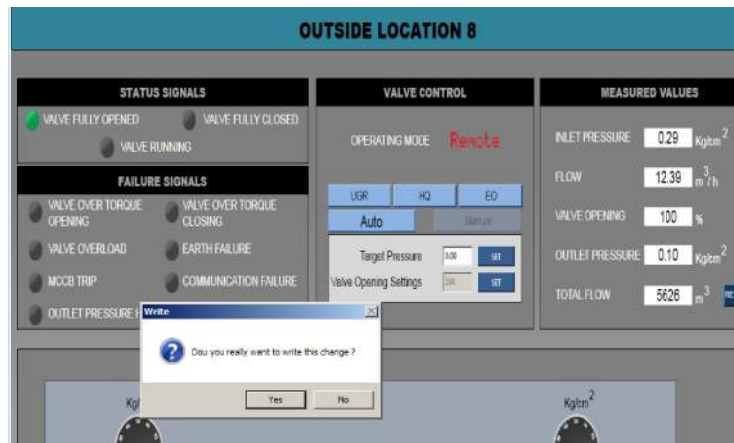 OUTSIDE LOCATION 8
STATUS SIGNALS
VALVE FULLY OPENED
VALVE FULLY CLOSED
VALVE RUNNING
FAILURE SIGNALS
VALVE OVER TORQUE
OPENING
VALVE OVER TORQUE
CLOSING
VALVE OVERLOAD
EARTH FAILURE
MCCB TRIP
COMMUNICATION FAILURE
OUTLET PRESSURE
VALVE CONTROL
OPERATING MODE Remote
UGR HQ EO
Auto Manual
Target Pressure 0.00 SET
Valve Opening Settings SET
MEASURED VALUES
INLET PRESSURE 0.29 Kg/cm2
FLOW 12.39 m3/h
VALVE OPENING 100 %
OUTLET PRESSURE 0.10 Kg/cm2
TOTAL FLOW 5626 m3
Write
Dou you really want to write this change ?
Yes No
Kg/cm2